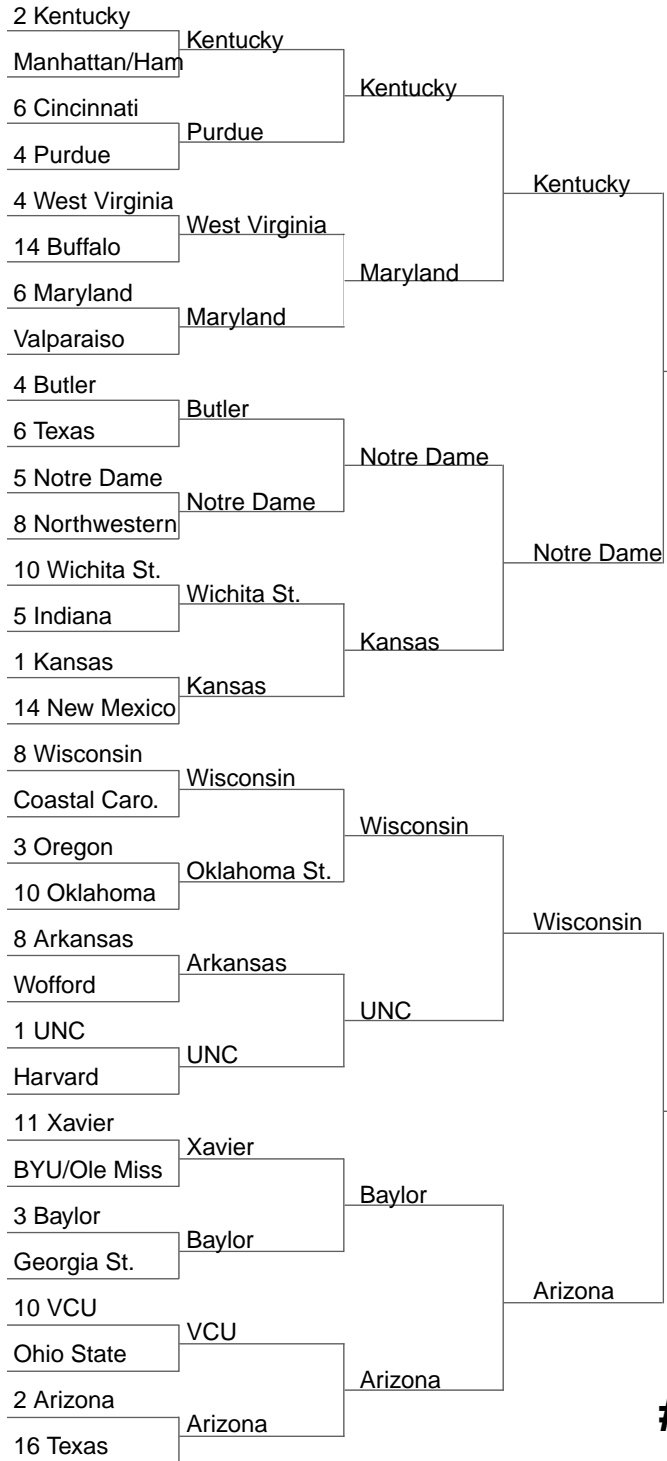 2 Kentucky
Manhattan/Ham
6 Cincinnati
4 Purdue
4 West Virginia
14 Buffalo
6 Maryland
Valparaiso
4 Butler
6 Texas
5 Notre Dame
8 Northwestern
10 Wichita St.
5 Indiana
1 Kansas
14 New Mexico
8 Wisconsin
Coastal Caro.
3 Oregon
10 Oklahoma
8 Arkansas
Wofford
1 UNC
Harvard
11 Xavier
BYU/Ole Miss
3 Baylor
Georgia St.
10 VCU
Ohio State
2 Arizona
16 Texas
Kentucky
Purdue
West Virginia
Maryland
Butler
Notre Dame
Wichita St.
Kansas
Wisconsin
Oklahoma St.
Arkansas
UNC
Xavier
Baylor
VCU
Arizona
Kentucky
Maryland
Notre Dame
Kansas
Wisconsin
UNC
Baylor
Arizona
Kentucky
Notre Dame
Wisconsin
Arizona
#